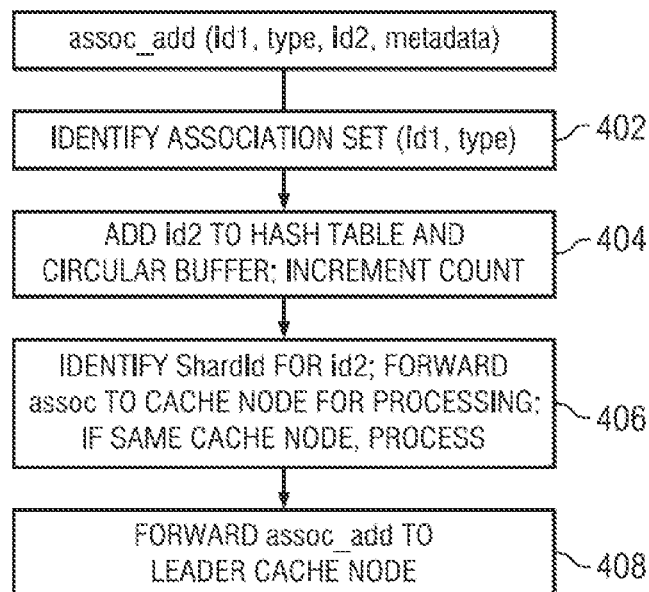 assoc_add (id1, type, id2, metadata)
IDENTIFY ASSOCIATION SET (id1, type)
402
ADD id2 TO HASH TABLE AND
CIRCULAR BUFFER; INCREMENT COUNT
404
IDENTIFY ShardId FOR id2; FORWARD
assoc TO CACHE NODE FOR PROCESSING;
IF SAME CACHE NODE, PROCESS
406
FORWARD assoc_add TO
LEADER CACHE NODE
408